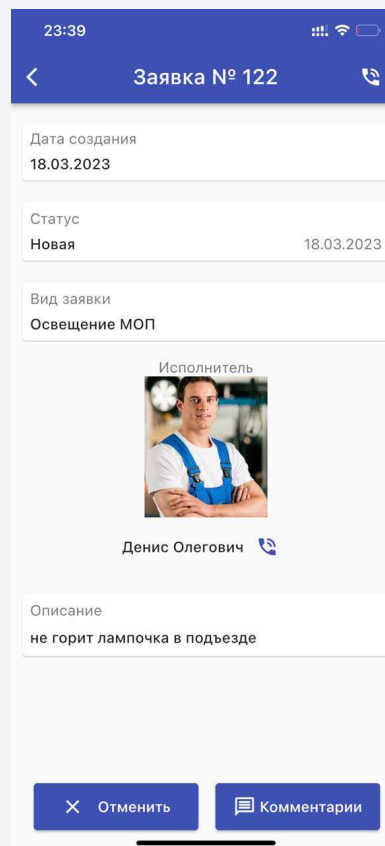 23:39
Заявка № 122
Дата создания
18.03.2023
Статус
Новая 18.03.2023
Вид заявки
Освещение МОП
Исполнитель
Денис Олегович
Описание
не горит лампочка в подъезде
Отменить Комментарии